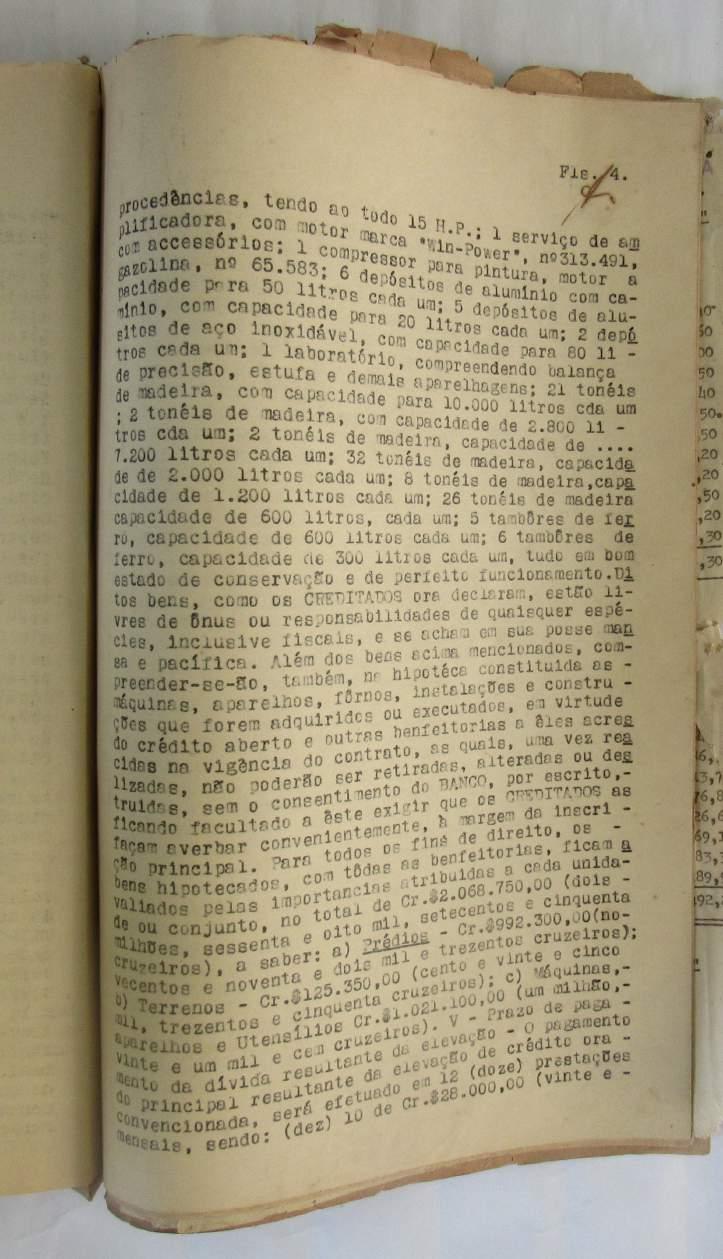 Fls. 4.
procedências, tendo ao todo 15 H.P.; 1 serviço de am
plificadora, com motor marca "Win-Power", nº313.491,
com accessórios; 1 compressor para pintura, motor a
gazolina, nº 65.583; 6 depósitos de alumínio com ca-
pacidade para 50 litros cada um; 5 depósitos de alu-
mínio, com capacidade para 20 litros cada um; 2 depó
sitos de aço inoxidável, com capacidade para 80 li -
tros cada um; 1 laboratório, compreendendo balança
de precisão, estufa e demais aparelhagens; 21 tonéis
de madeira, com capacidade para 10.000 litros cda um
; 2 tonéis de madeira, com capacidade de 2.800 li -
tros cda um; 2 tonéis de madeira, capacidade de ....
7.200 litros cada um; 32 tonéis de madeira, capacida
de de 2.000 litros cada um; 8 tonéis de madeira,capa
cidade de 1.200 litros cada um; 26 tonéis de madeira
capacidade de 600 litros, cada um; 5 tambôres de fer
ro, capacidade de 600 litros cada um; 6 tambôres de
ferro, capacidade de 300 litros cada um, tudo em bom
estado de conservação e de perfeito funcionamento.Di
tos bens, como os CREDITADOS ora declaram, estão li-
vres de ônus ou responsabilidades de quaisquer espé-
cies, inclusive fiscais, e se acham em sua posse man
sa e pacífica. Além dos bens acima mencionados, com-
preender-se-ão, também, na hipotéca constituida as -
máquinas, aparelhos, fôrnos, instalações e constru -
ções que forem adquiridos ou executados, em virtude
do crédito aberto e outras benfeitorias a êles acres
cidas na vigência do contrato, as quais, uma vez rea
lizadas, não poderão ser retiradas, alteradas ou des
truidas, sem o consentimento do BANCO, por escrito,-
ficando facultado a êste exigir que os CREDITADOS as
façam averbar convenientemente, à margem da inscri -
ção principal. Para todos os fins de direito, os -
bens hipotecados, com tôdas as benfeitorias, ficam a
valiados pelas importancias atribuidas a cada unida-
de ou conjunto, no total de Cr.$2.068.750,00 (dois -
milhões, sessenta e oito mil, setecentos e cinquenta
cruzeiros), a saber: a) Prédios - Cr.$992.300,00(no-
vecentos e noventa e dois mil e trezentos cruzeiros);
b) Terrenos - Cr.$125.350,00 (cento e vinte e cinco
mil, trezentos e cinquenta cruzeiros); c) Máquinas,-
aparelhos e Utensílios Cr.$1.021.100,00 (um milhão,-
vinte e um mil e cem cruzeiros). V - Prazo de paga -
mento da dívida resultante da elevação - O pagamento
do principal resultante da elevação de crédito ora -
convencionada, será efetuado em 12 (doze) prestações
mensais, sendo: (dez) 10 de Cr.$28.000,00 (vinte e -